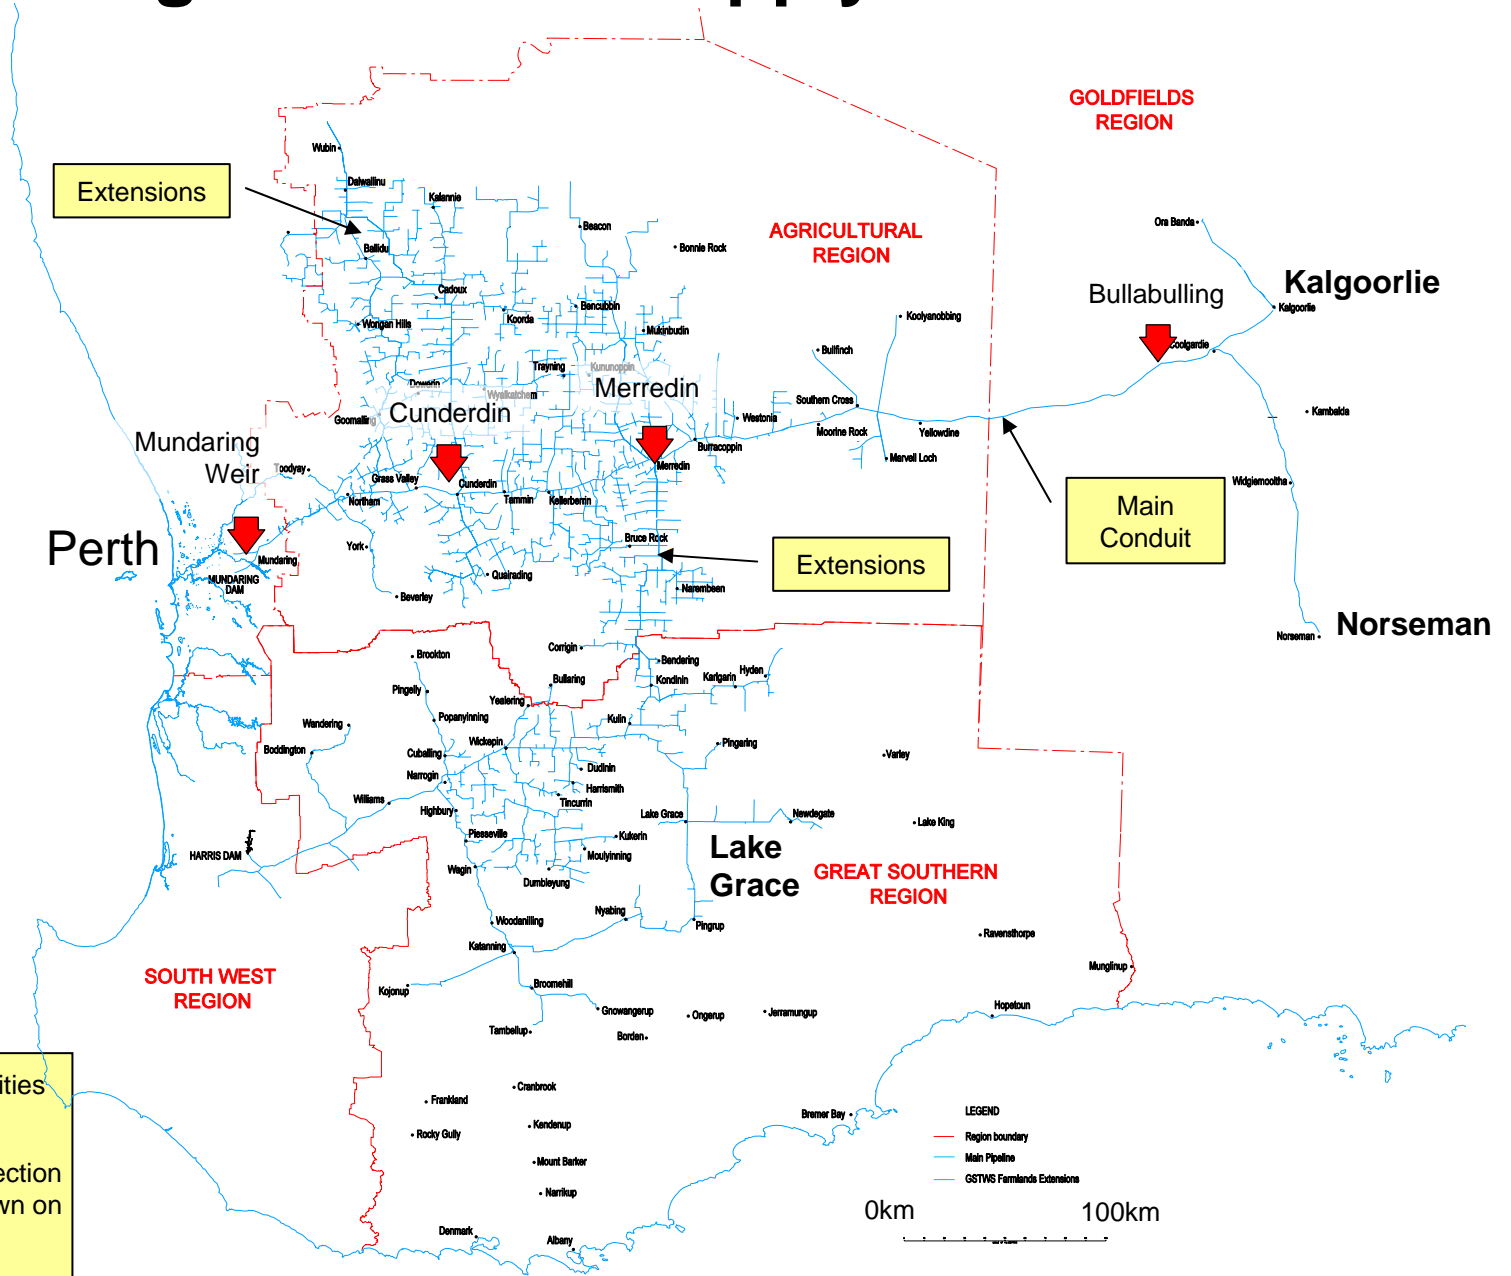 GOLDFIELDS
REGION
Wubin
Extensions
Dalwallinu
Kalannie
Beacon
Bonnie Rock
AGRICULTURAL
REGION
Ora Banda
Ballidu
Kalgoorlie
Bullabulling
Cadoux
Koorda
Bencubbin
Mukinbudin
Koolyanobbing
Kalgoorlie
Wongan Hills
Bullfinch
Coolgardie
Trayning
Kununoppin
Dowerin
Wyalkatchem
Merredin
Southern Cross
Kambalda
Goomalling
Cunderdin
Westonia
Moorine Rock
Yellowdine
Mundaring
Weir
Burracoppin
Marvell Loch
Toodyay
Merredin
Grass Valley
Cunderdin
Northam
Tammin
Kellerberrin
Widgiemooltha
Main
Conduit
Perth
York
Bruce Rock
Mundaring
MUNDARING
DAM
Quairading
Extensions
Narembeen
Beverley
Norseman
Norseman
Corrigin
Brookton
Bendering
Pingelly
Bullaring
Kondinin
Karlgarin
Hyden
Yealering
Wandering
Popanyinning
Kulin
Boddington
Cuballing
Wickepin
Pingaring
Varley
Narrogin
Dudinin
Harrismith
Williams
Tincurrin
Highbury
Lake Grace
Newdegate
Lake King
Piesseville
Kukerin
HARRIS DAM
Moulyinning
Lake
Grace
Wagin
Dumbleyung
GREAT SOUTHERN
REGION
Woodanilling
Nyabing
Pingrup
Ravensthorpe
Katanning
SOUTH WEST
REGION
Munglinup
Kojonup
Broomehill
Gnowangerup
Ongerup
Jerramungup
Hopetoun
Tambellup
Borden
ities
Cranbrook
Frankland
Bremer Bay
LEGEND
Kendenup
Rocky Gully
Region boundary
Mount Barker
Main Pipeline
ection
GSTWS Farmlands Extensions
Narrikup
wn on
0km
100km
Denmark
Albany